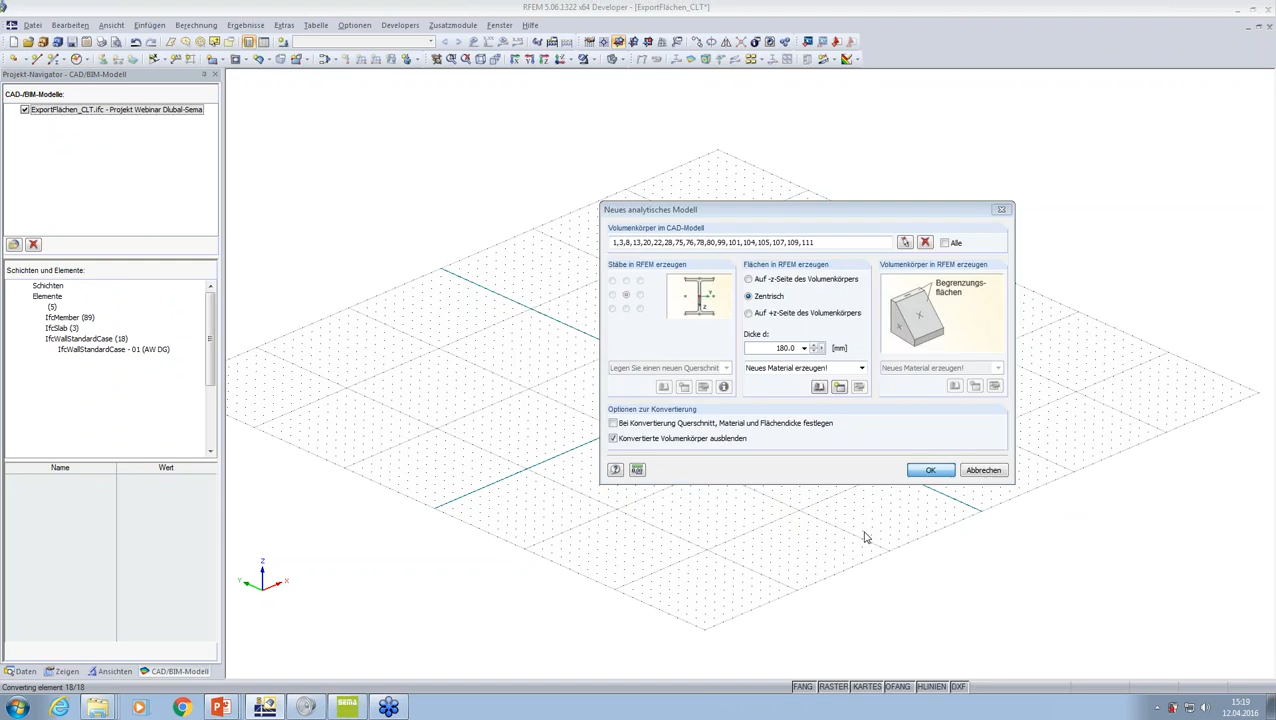 RFEM 5.06.1322 x64 Developer - [ExportFlächen_CLT*]
Datei Bearbeiten Ansicht Einfügen Berechnung Ergebnisse Extras Tabelle Optionen Developers Zusatzmodule Fenster Hilfe
Projekt-Navigator - CAD/BIM-Modell
CAD-/BIM-Modelle:
ExportFlächen_CLT.ifc - Projekt Webinar Dlubal-Sema
Schichten und Elemente:
Schichten
Elemente
(5)
IfcMember (89)
IfcSlab (3)
IfcWallStandardCase (18)
IfcWallStandardCase - 01 (AW DG)
Name Wert
Daten Zeigen Ansichten CAD/BIM-Modell
Neues analytisches Modell
Volumenkörper im CAD-Modell
1,3,8,13,20,22,28,75,76,78,80,99,101,104,105,107,109,111
Alle
Stäbe in RFEM erzeugen
Legen Sie einen neuen Querschnit
Flächen in RFEM erzeugen
Auf -z-Seite des Volumenkörpers
Zentrisch
Auf +z-Seite des Volumenkörpers
Dicke d:
180.0 [mm]
Neues Material erzeugen!
Volumenkörper in RFEM erzeugen
Begrenzungs-
flächen
Neues Material erzeugen!
Optionen zur Konvertierung
Bei Konvertierung Querschnitt, Material und Flächendicke festlegen
Konvertierte Volumenkörper ausblenden
OK Abbrechen
Z
Y X
Converting element 18/18
FANG RASTER KARTES OFANG HLINIEN DXF
SEMA
15:19
12.04.2016